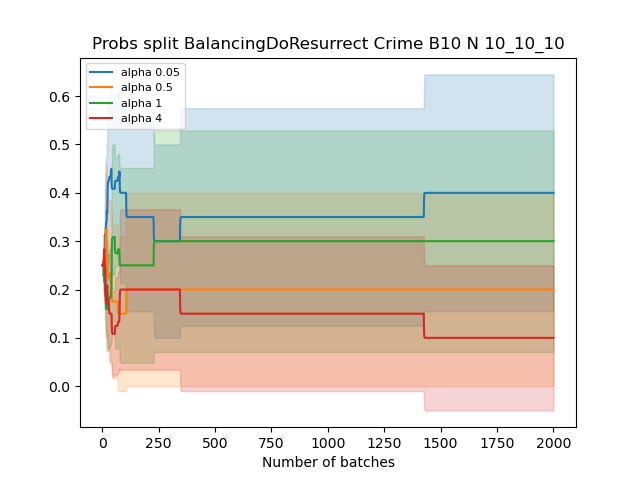 Probs split BalancingDoResurrect Crime B10 N 10_10_10
alpha 0.05
alpha 0.5
alpha 1
alpha 4
0.6
0.5
0.4
0.3
0.2
0.1
0.0
0 250 500 750 1000 1250 1500 1750 2000
Number of batches